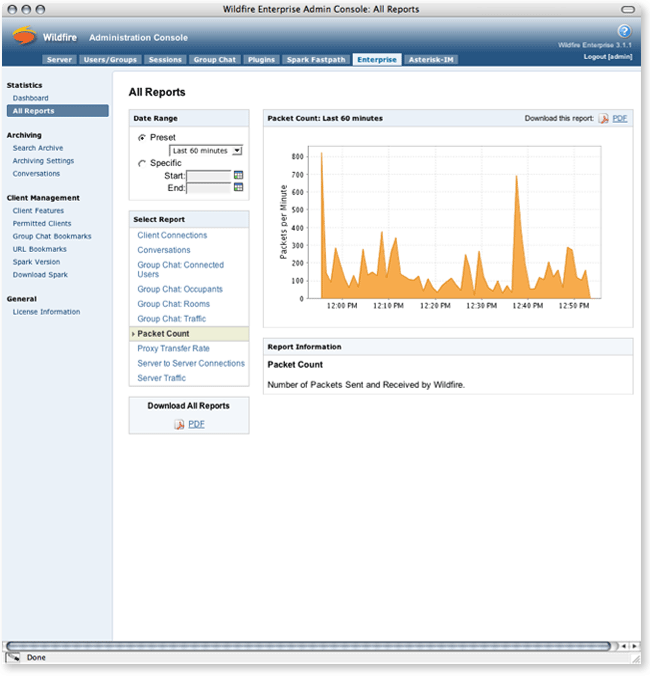 Wildfire Enterprise Admin Console: All Reports
Wildfire Administration Console
Wildfire Enterprise 3.1.1
Logout [admin]
Server Users/Groups Sessions Group Chat Plugins Spark Fastpath Enterprise Asterisk-IM
Statistics
Dashboard
All Reports
Archiving
Search Archive
Archiving Settings
Conversations
Client Management
Client Features
Permitted Clients
Group Chat Bookmarks
URL Bookmarks
Spark Version
Download Spark
General
License Information
All Reports
Date Range
Preset
Last 60 minutes
Specific
Start:
End:
Select Report
Client Connections
Conversations
Group Chat: Connected
Users
Group Chat: Occupants
Group Chat: Rooms
Group Chat: Traffic
Packet Count
Proxy Transfer Rate
Server to Server Connections
Server Traffic
Download All Reports
PDF
Packet Count: Last 60 minutes Download this report: PDF
Packets per Minute
800
700
600
500
400
300
200
100
0
12:00 PM 12:10 PM 12:20 PM 12:30 PM 12:40 PM 12:50 PM
Report Information
Packet Count
Number of Packets Sent and Received by Wildfire.
Done